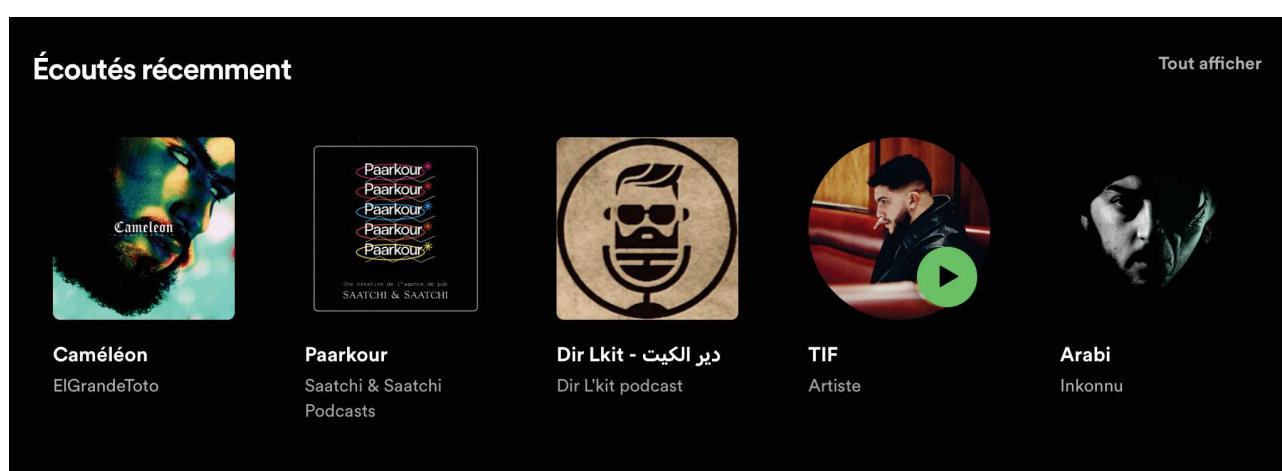 Écoutés récemment
Tout afficher
Caméléon
Paarkour*
Paarkour*
Paarkour*
Paarkour*
Paarkour*
Une création de l'agence de pub
SAATCHI & SAATCHI
Caméléon
ElGrandeToto
Paarkour
Saatchi & Saatchi
Podcasts
Dir Lkit - دير الكيت
Dir L'kit podcast
TIF
Artiste
Arabi
Inkonnu